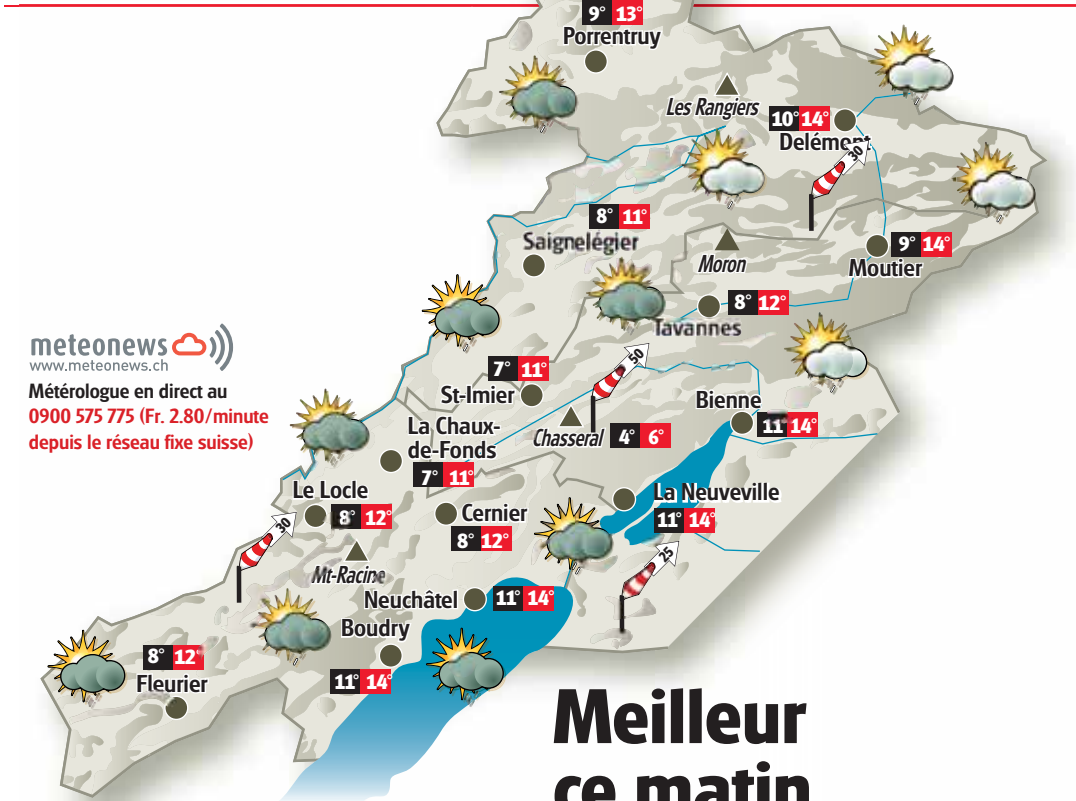 9° 13°
Porrentruy
Les Rangiers
10° 14°
Delémont
30
8° 11°
Saignelégier
Moron
9° 14°
Moutier
8° 12°
Tavannes
meteonews
www.meteonews.ch
Météorologue en direct au
0900 575 775 (Fr. 2.80/minute
depuis le réseau fixe suisse)
50
7° 11°
St-Imier
Chasseral 4° 6°
Bienne
11° 14°
La Chaux-
de-Fonds
7° 11°
Le Locle
8° 12°
Cernier
8° 12°
La Neuveville
11° 14°
30
25
Mt-Racine
Neuchâtel 11° 14°
Boudry
11° 14°
8° 12°
Fleurier
Meilleur
ce matin